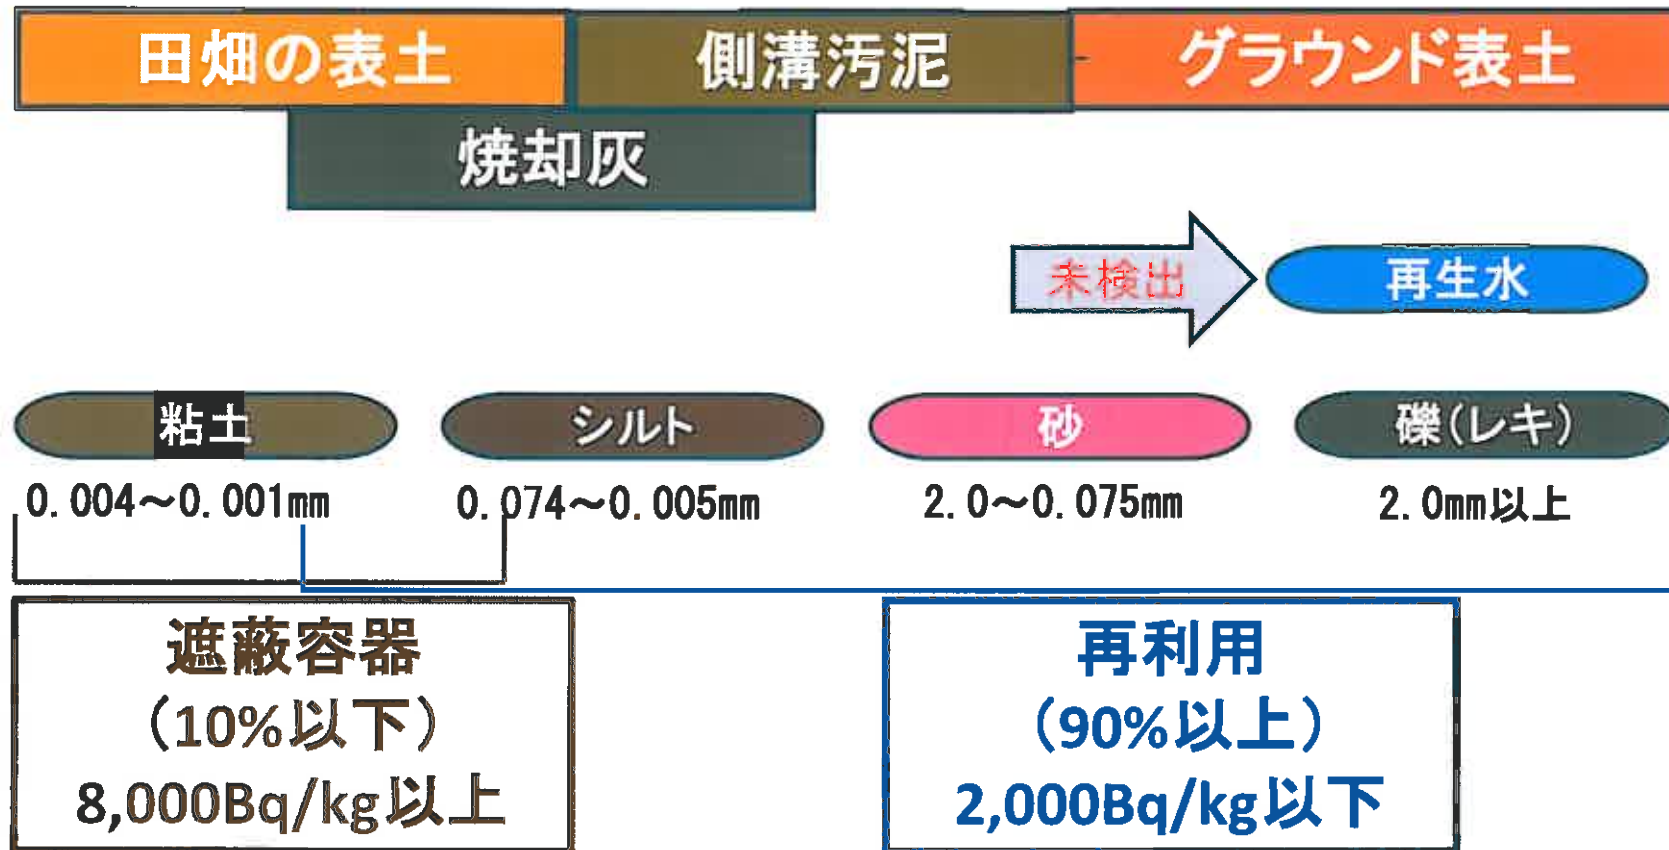 田畑の表土
側溝汚泥
グラウンド表土
焼却灰
未検出
再生水
粘土
シルト
砂
礫(レキ)
0.004～0.001mm
0.074～0.005mm
2.0～0.075mm
2.0mm以上
遮蔽容器
（10%以下）
8,000Bq/kg以上
再利用
（90%以上）
2,000Bq/kg以下